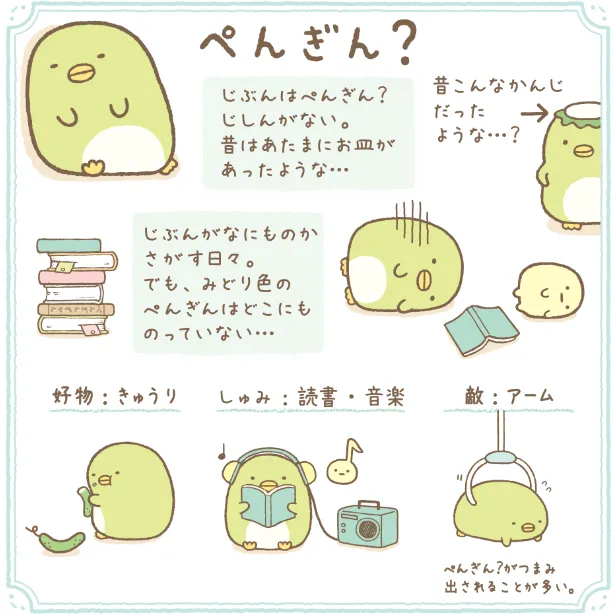 ぺんぎん?
じぶんはぺんぎん?
じしんがない。
昔はあたまにお皿が
あったような…
昔こんなかんじ
だった
ような…?
じぶんがなにものか
さがす日々。
でも、みどり色の
ぺんぎんはどこにも
のっていない…
好物:きゅうり
しゅみ:読書・音楽
敵:アーム
ぺんぎん?がつまみ
出されることが多い。